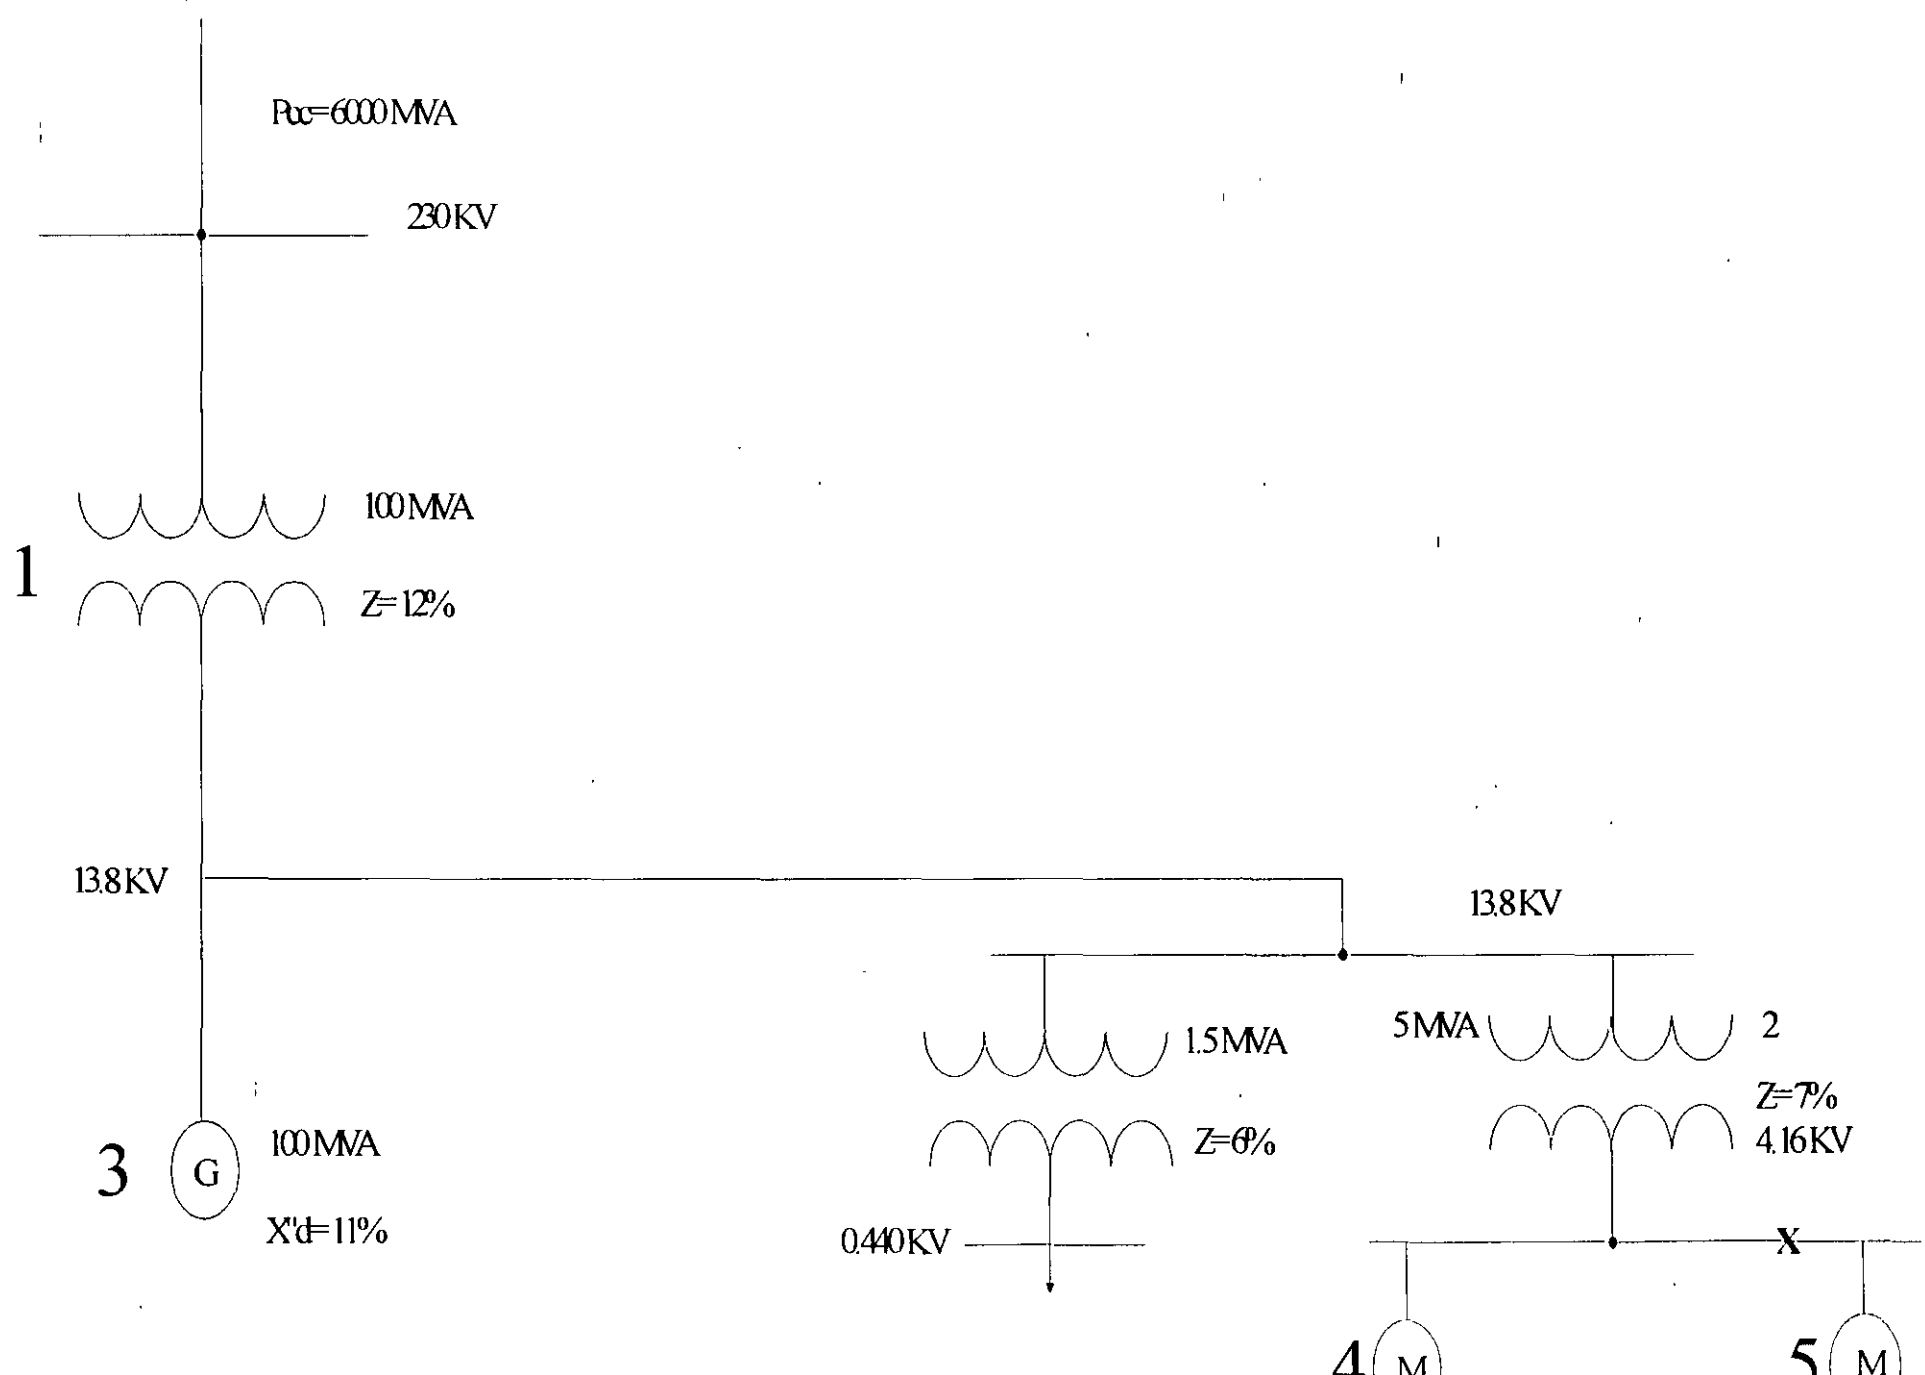 Pcc=6000 MVA
230 KV
100 MVA
1
Z=12%
13.8 KV
13.8 KV
1.5 MVA
5 MVA
2
Z=7%
4.16 KV
3
G
100 MVA
X"d=11%
Z=6%
0.440 KV
X
4
M
5
M